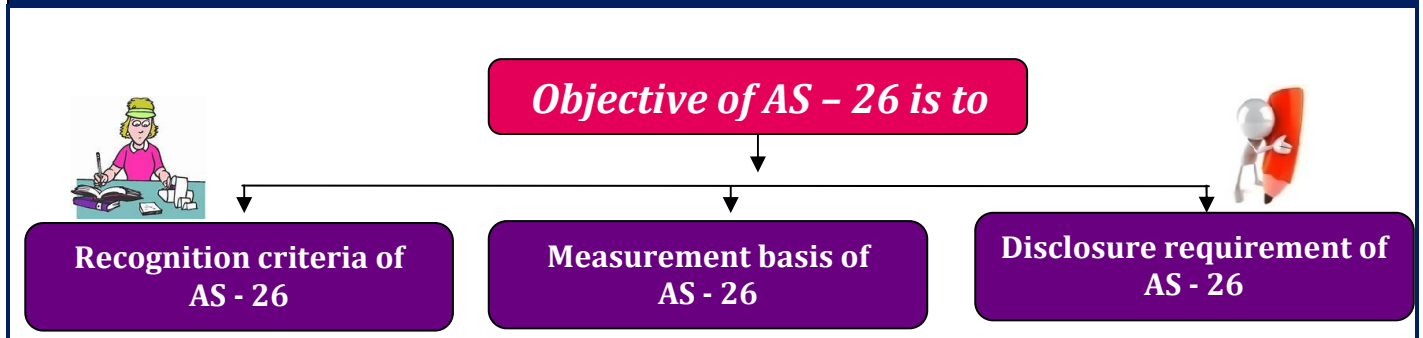 Objective of AS – 26 is to
Recognition criteria of
AS - 26
Measurement basis of
AS - 26
Disclosure requirement of
AS - 26